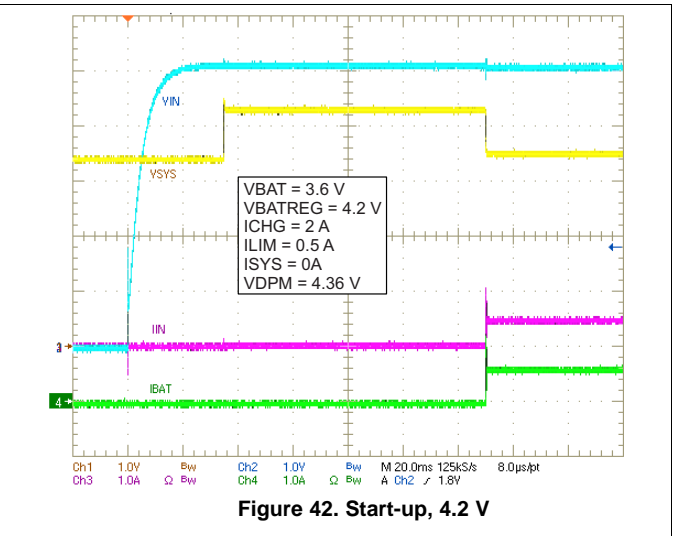 VIN
VSYS
VBAT = 3.6 V
VBATREG = 4.2 V
ICHG = 2 A
ILIM = 0.5 A
ISYS = 0A
VDPM = 4.36 V
IIN
IBAT
4
Ch1 1.0V Bw Ch2 1.0V Bw M 20.0ms 125kS/s 8.0µs/pt
Ch3 1.0A Ω Bw Ch4 1.0A Ω Bw A Ch2 / 1.8V
Figure 42. Start-up, 4.2 V